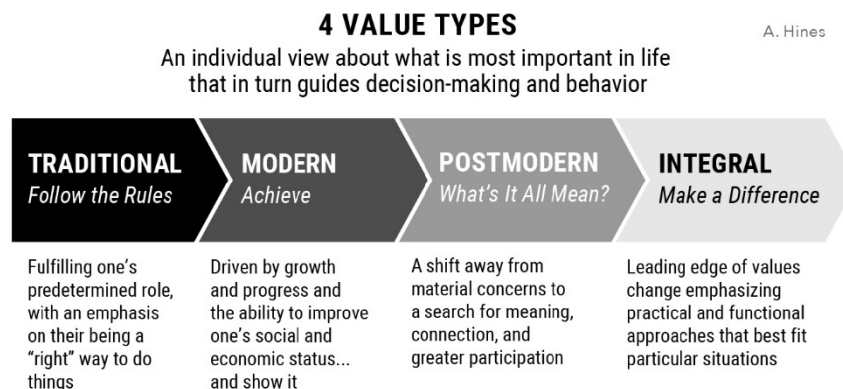 4 VALUE TYPES
A. Hines
An individual view about what is most important in life
that in turn guides decision-making and behavior
TRADITIONAL
Follow the Rules
MODERN
Achieve
POSTMODERN
What's It All Mean?
INTEGRAL
Make a Difference
Fulfilling one's
predetermined role,
with an emphasis
on their being a
“right” way to do
things
Driven by growth
and progress and
the ability to improve
one's social and
economic status...
and show it
A shift away from
material concerns to
a search for meaning,
connection, and
greater participation
Leading edge of values
change emphasizing
practical and functional
approaches that best fit
particular situations